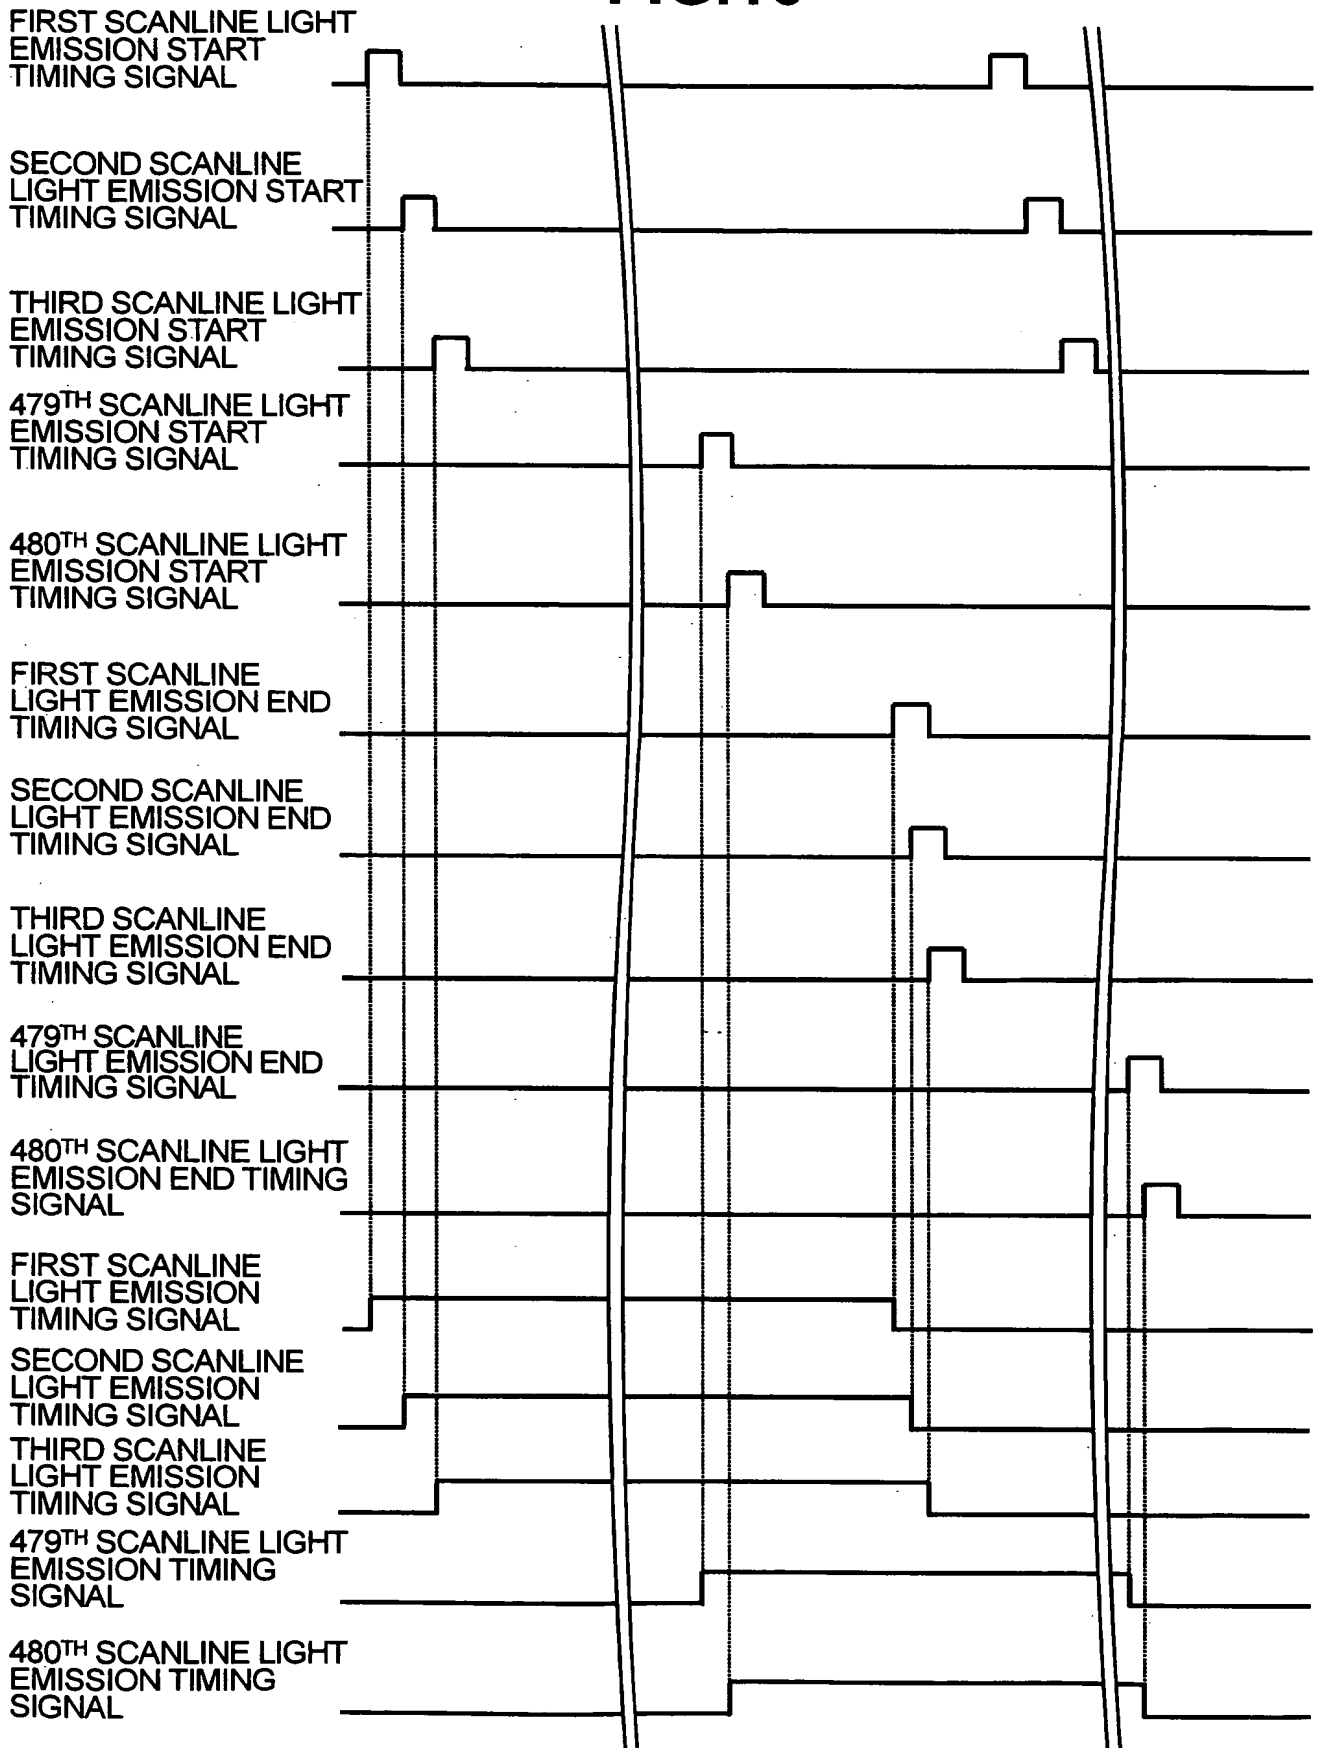 FIRST SCANLINE LIGHT
EMISSION START
TIMING SIGNAL
SECOND SCANLINE
LIGHT EMISSION START
TIMING SIGNAL
THIRD SCANLINE LIGHT
EMISSION START
TIMING SIGNAL
479TH SCANLINE LIGHT
EMISSION START
TIMING SIGNAL
480TH SCANLINE LIGHT
EMISSION START
TIMING SIGNAL
FIRST SCANLINE
LIGHT EMISSION END
TIMING SIGNAL
SECOND SCANLINE
LIGHT EMISSION END
TIMING SIGNAL
THIRD SCANLINE
LIGHT EMISSION END
TIMING SIGNAL
479TH SCANLINE
LIGHT EMISSION END
TIMING SIGNAL
480TH SCANLINE LIGHT
EMISSION END TIMING
SIGNAL
FIRST SCANLINE
LIGHT EMISSION
TIMING SIGNAL
SECOND SCANLINE
LIGHT EMISSION
TIMING SIGNAL
THIRD SCANLINE
LIGHT EMISSION
TIMING SIGNAL
479TH SCANLINE LIGHT
EMISSION TIMING
SIGNAL
480TH SCANLINE LIGHT
EMISSION TIMING
SIGNAL